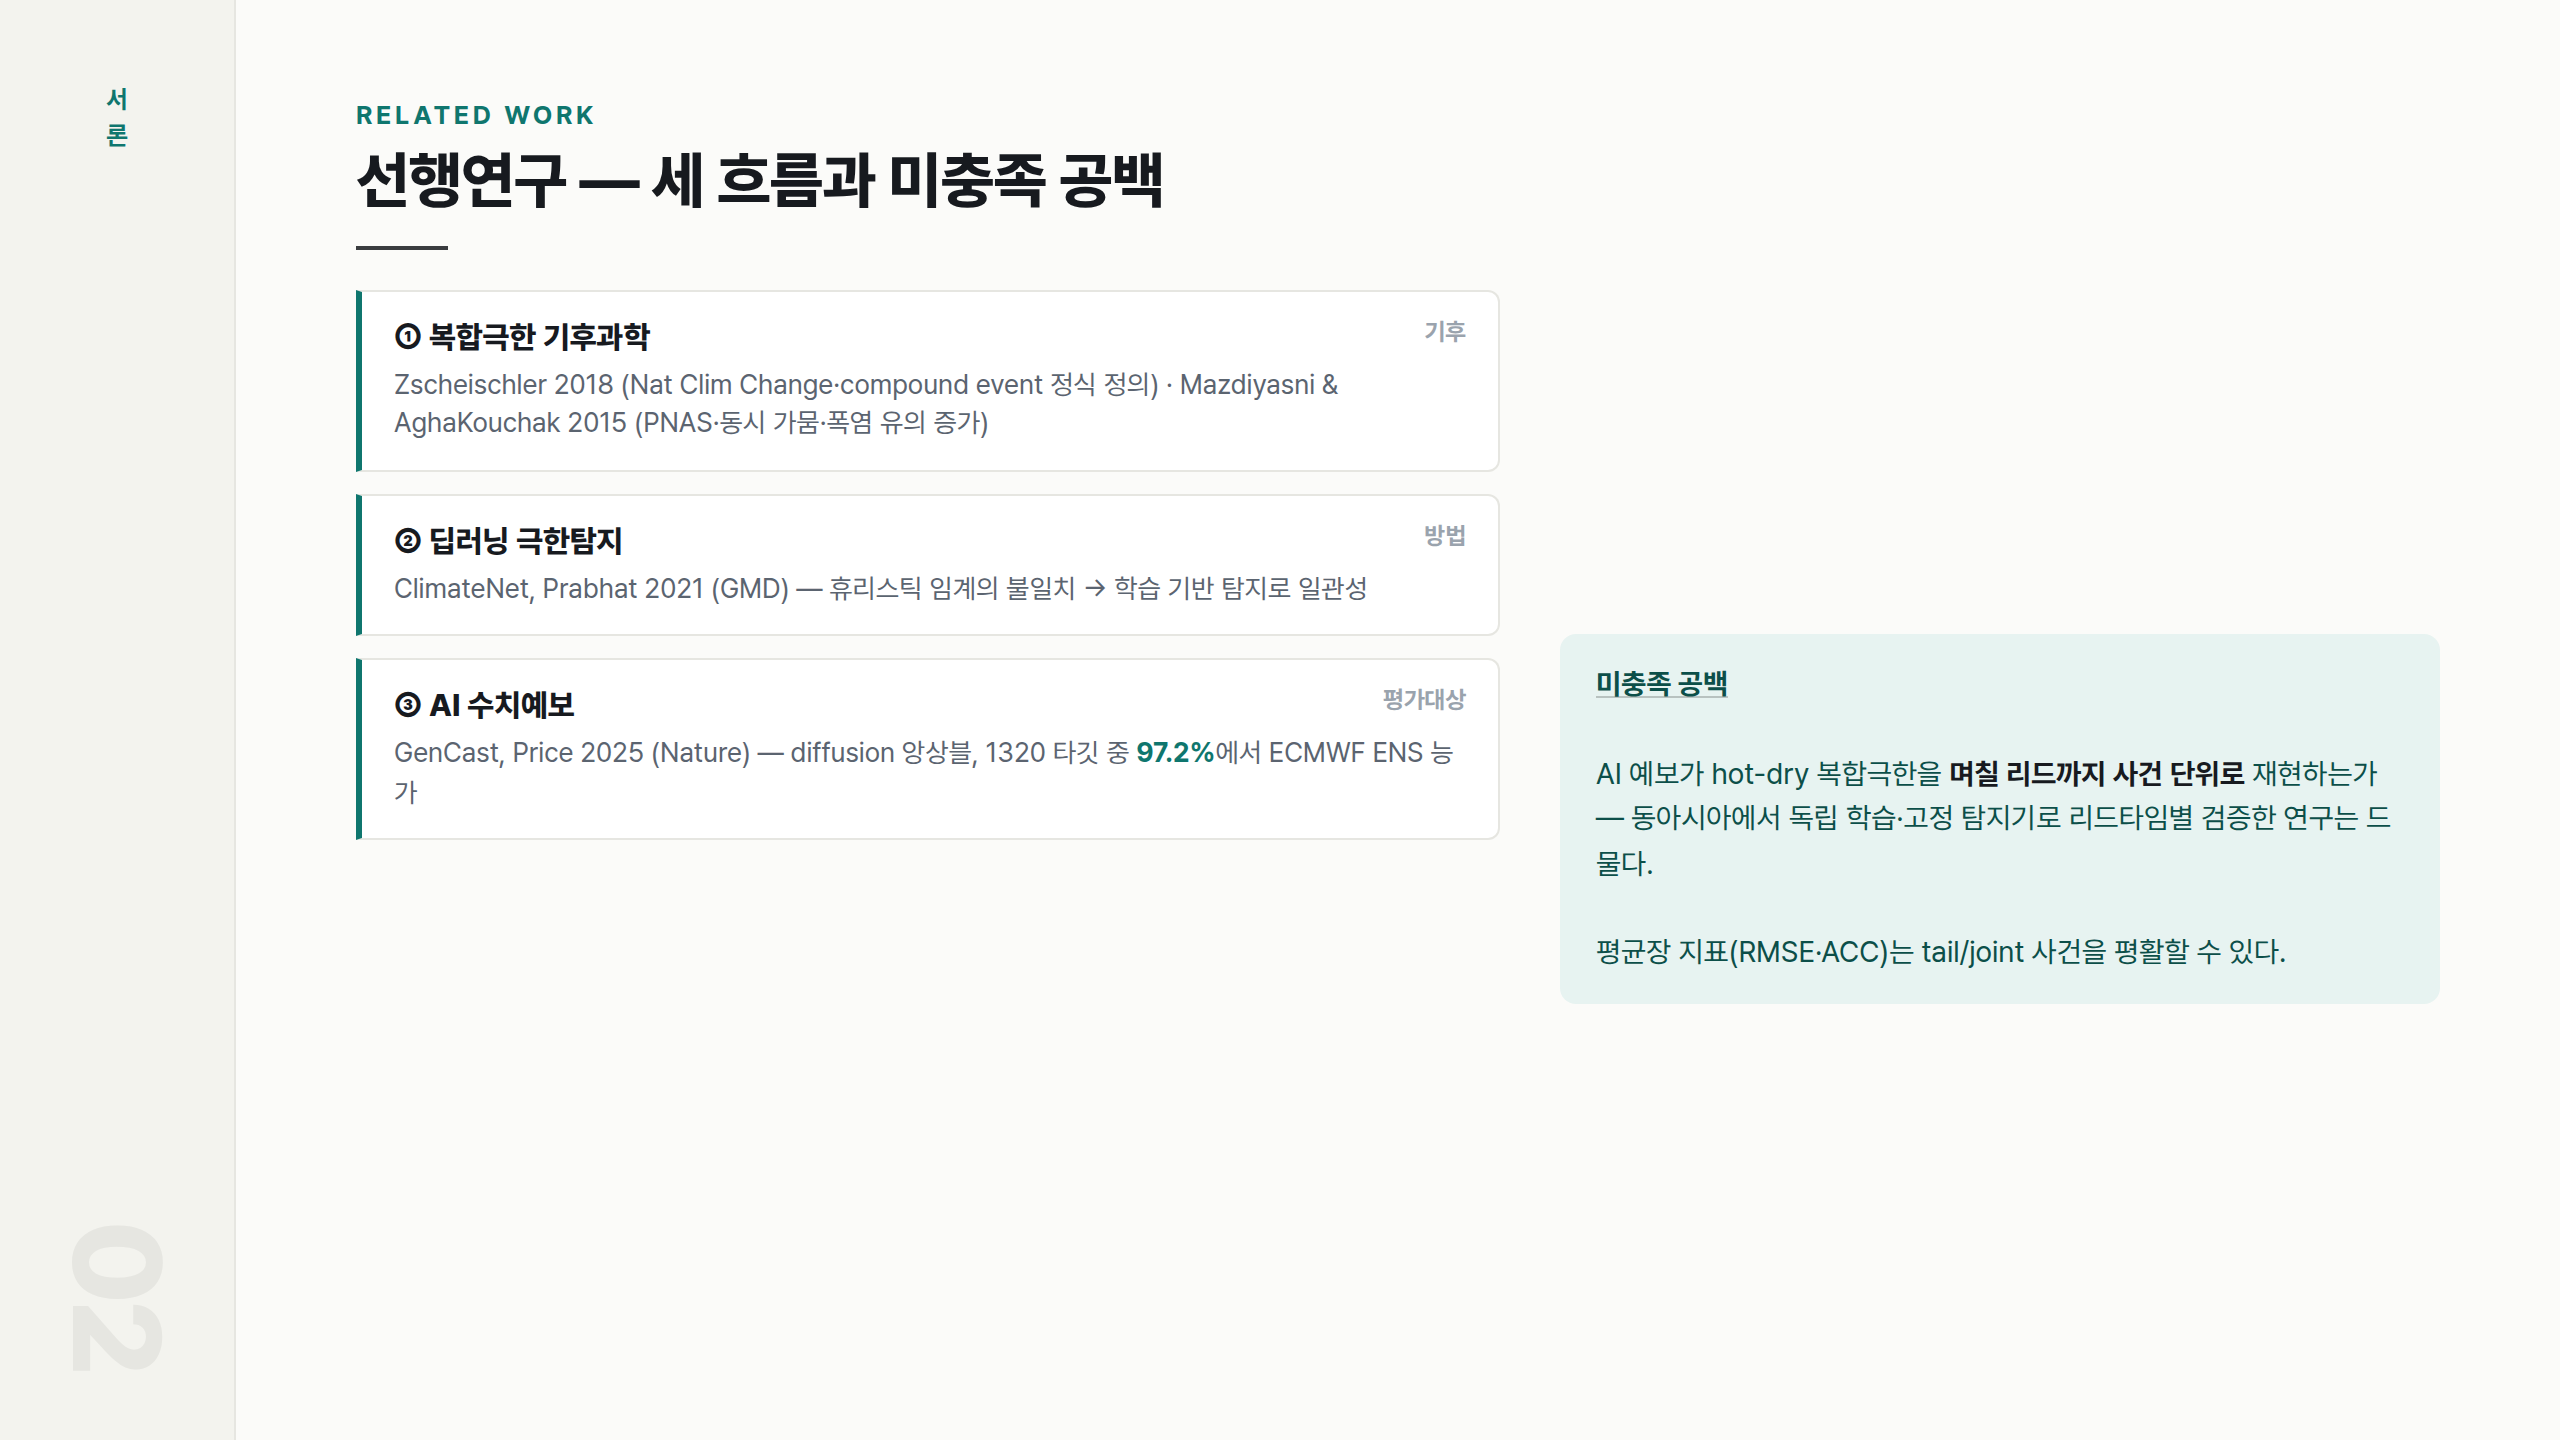 서
론
RELATED WORK
선행연구 — 세 흐름과 미충족 공백
① 복합극한 기후과학
기후
Zscheischler 2018 (Nat Clim Change·compound event 정식 정의) · Mazdiyasni &
AghaKouchak 2015 (PNAS·동시 가뭄·폭염 유의 증가)
② 딥러닝 극한탐지
방법
ClimateNet, Prabhat 2021 (GMD) — 휴리스틱 임계의 불일치 → 학습 기반 탐지로 일관성
③ AI 수치예보
평가대상
GenCast, Price 2025 (Nature) — diffusion 앙상블, 1320 타깃 중 97.2%에서 ECMWF ENS 능
가
미충족 공백
AI 예보가 hot-dry 복합극한을 며칠 리드까지 사건 단위로 재현하는가
— 동아시아에서 독립 학습·고정 탐지기로 리드타임별 검증한 연구는 드
물다.
평균장 지표(RMSE·ACC)는 tail/joint 사건을 평활할 수 있다.
02